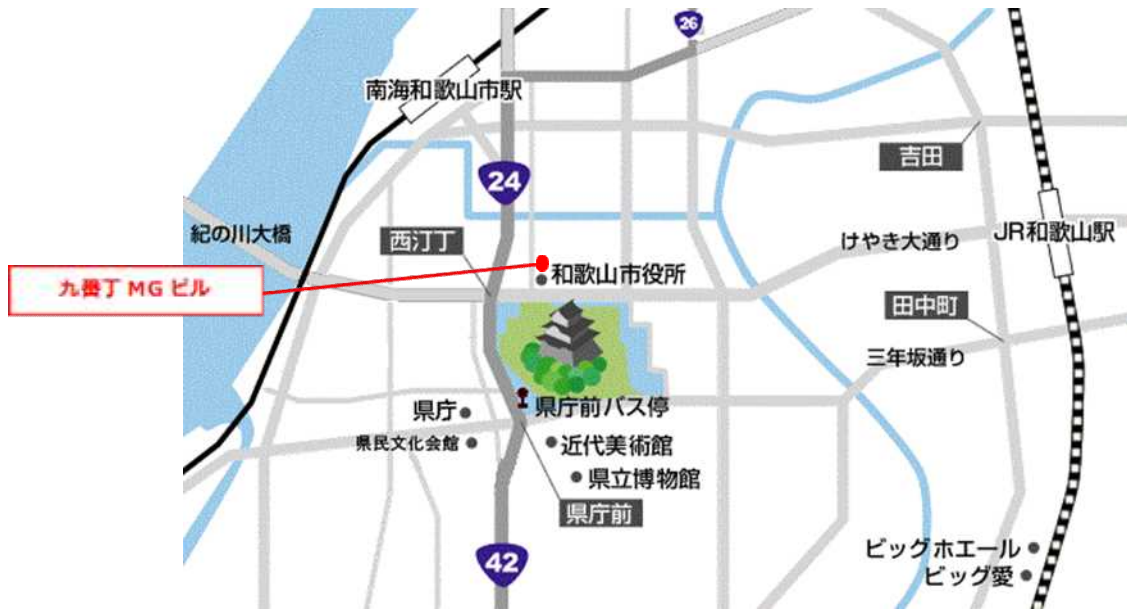 26
南海和歌山市駅
吉田
24
紀の川大橋
西汀丁
けやき大通り
JR和歌山駅
九番丁 MG ビル
和歌山市役所
田中町
三年坂通り
県庁
県庁前バス停
県民文化会館
近代美術館
県立博物館
県庁前
42
ビッグホエール
ビッグ愛